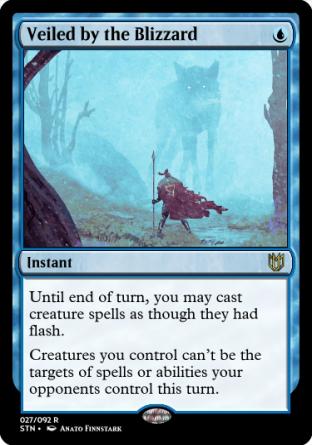 Veiled by the Blizzard
Instant
Until end of turn, you may cast
creature spells as though they had
flash.
Creatures you control can't be the
targets of spells or abilities your
opponents control this turn.
027/092 R
STN • Anato Finnstark